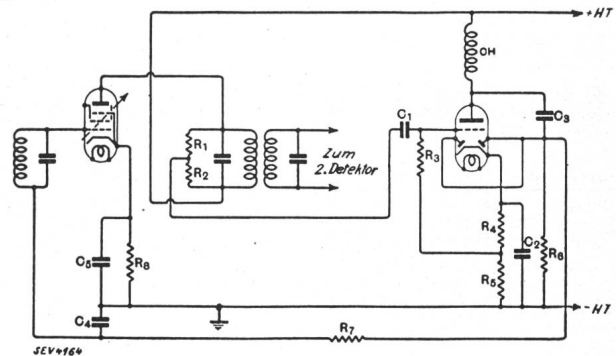 +HT
CH
C₁
C₃
R₁
R₂
R₃
Zum
2. Detektor
R₄
C₂
R₅
R₆
C₅
R₈
-HT
C₄
R₇
SEV4164